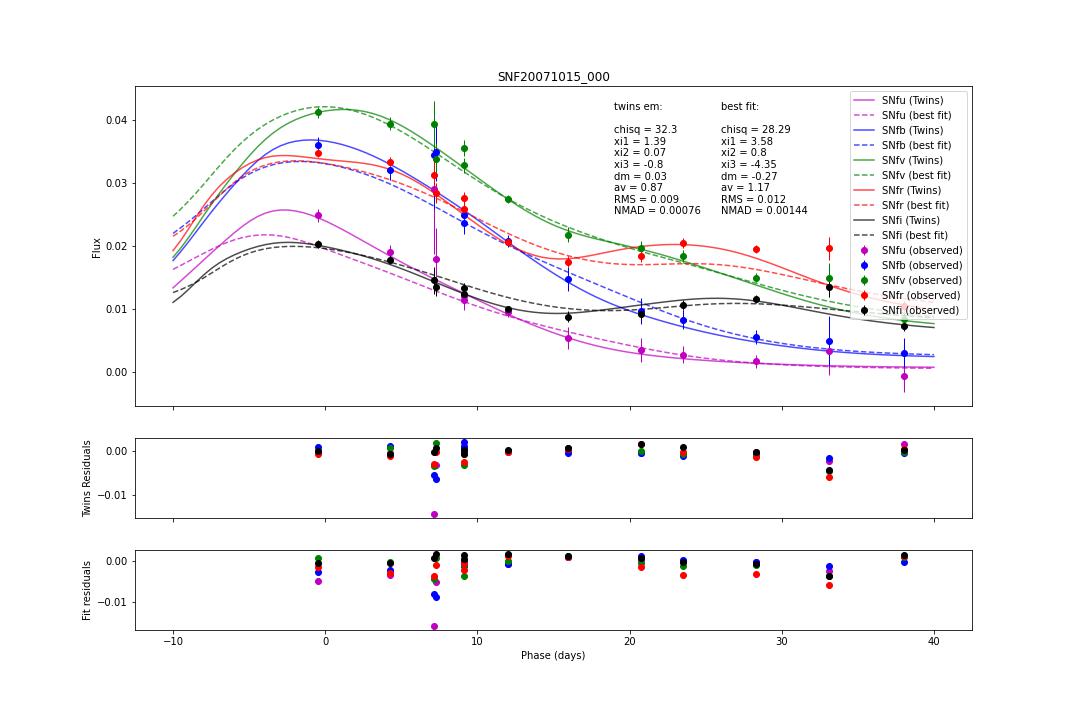 SNF20071015_000
twins em:
best fit:
chisq = 32.3
xi1 = 1.39
xi2 = 0.07
xi3 = -0.8
dm = 0.03
av = 0.87
RMS = 0.009
NMAD = 0.00076
chisq = 28.29
xi1 = 3.58
xi2 = 0.8
xi3 = -4.35
dm = -0.27
av = 1.17
RMS = 0.012
NMAD = 0.00144
SNfu (Twins)
SNfu (best fit)
SNfb (Twins)
SNfb (best fit)
SNfv (Twins)
SNfv (best fit)
SNfr (Twins)
SNfr (best fit)
SNfi (Twins)
SNfi (best fit)
SNfu (observed)
SNfb (observed)
SNfv (observed)
SNfr (observed)
SNfi (observed)
Flux
0.04
0.03
0.02
0.01
0.00
Twins Residuals
0.00
−0.01
Fit residuals
0.00
−0.01
−10
0
10
20
30
40
Phase (days)